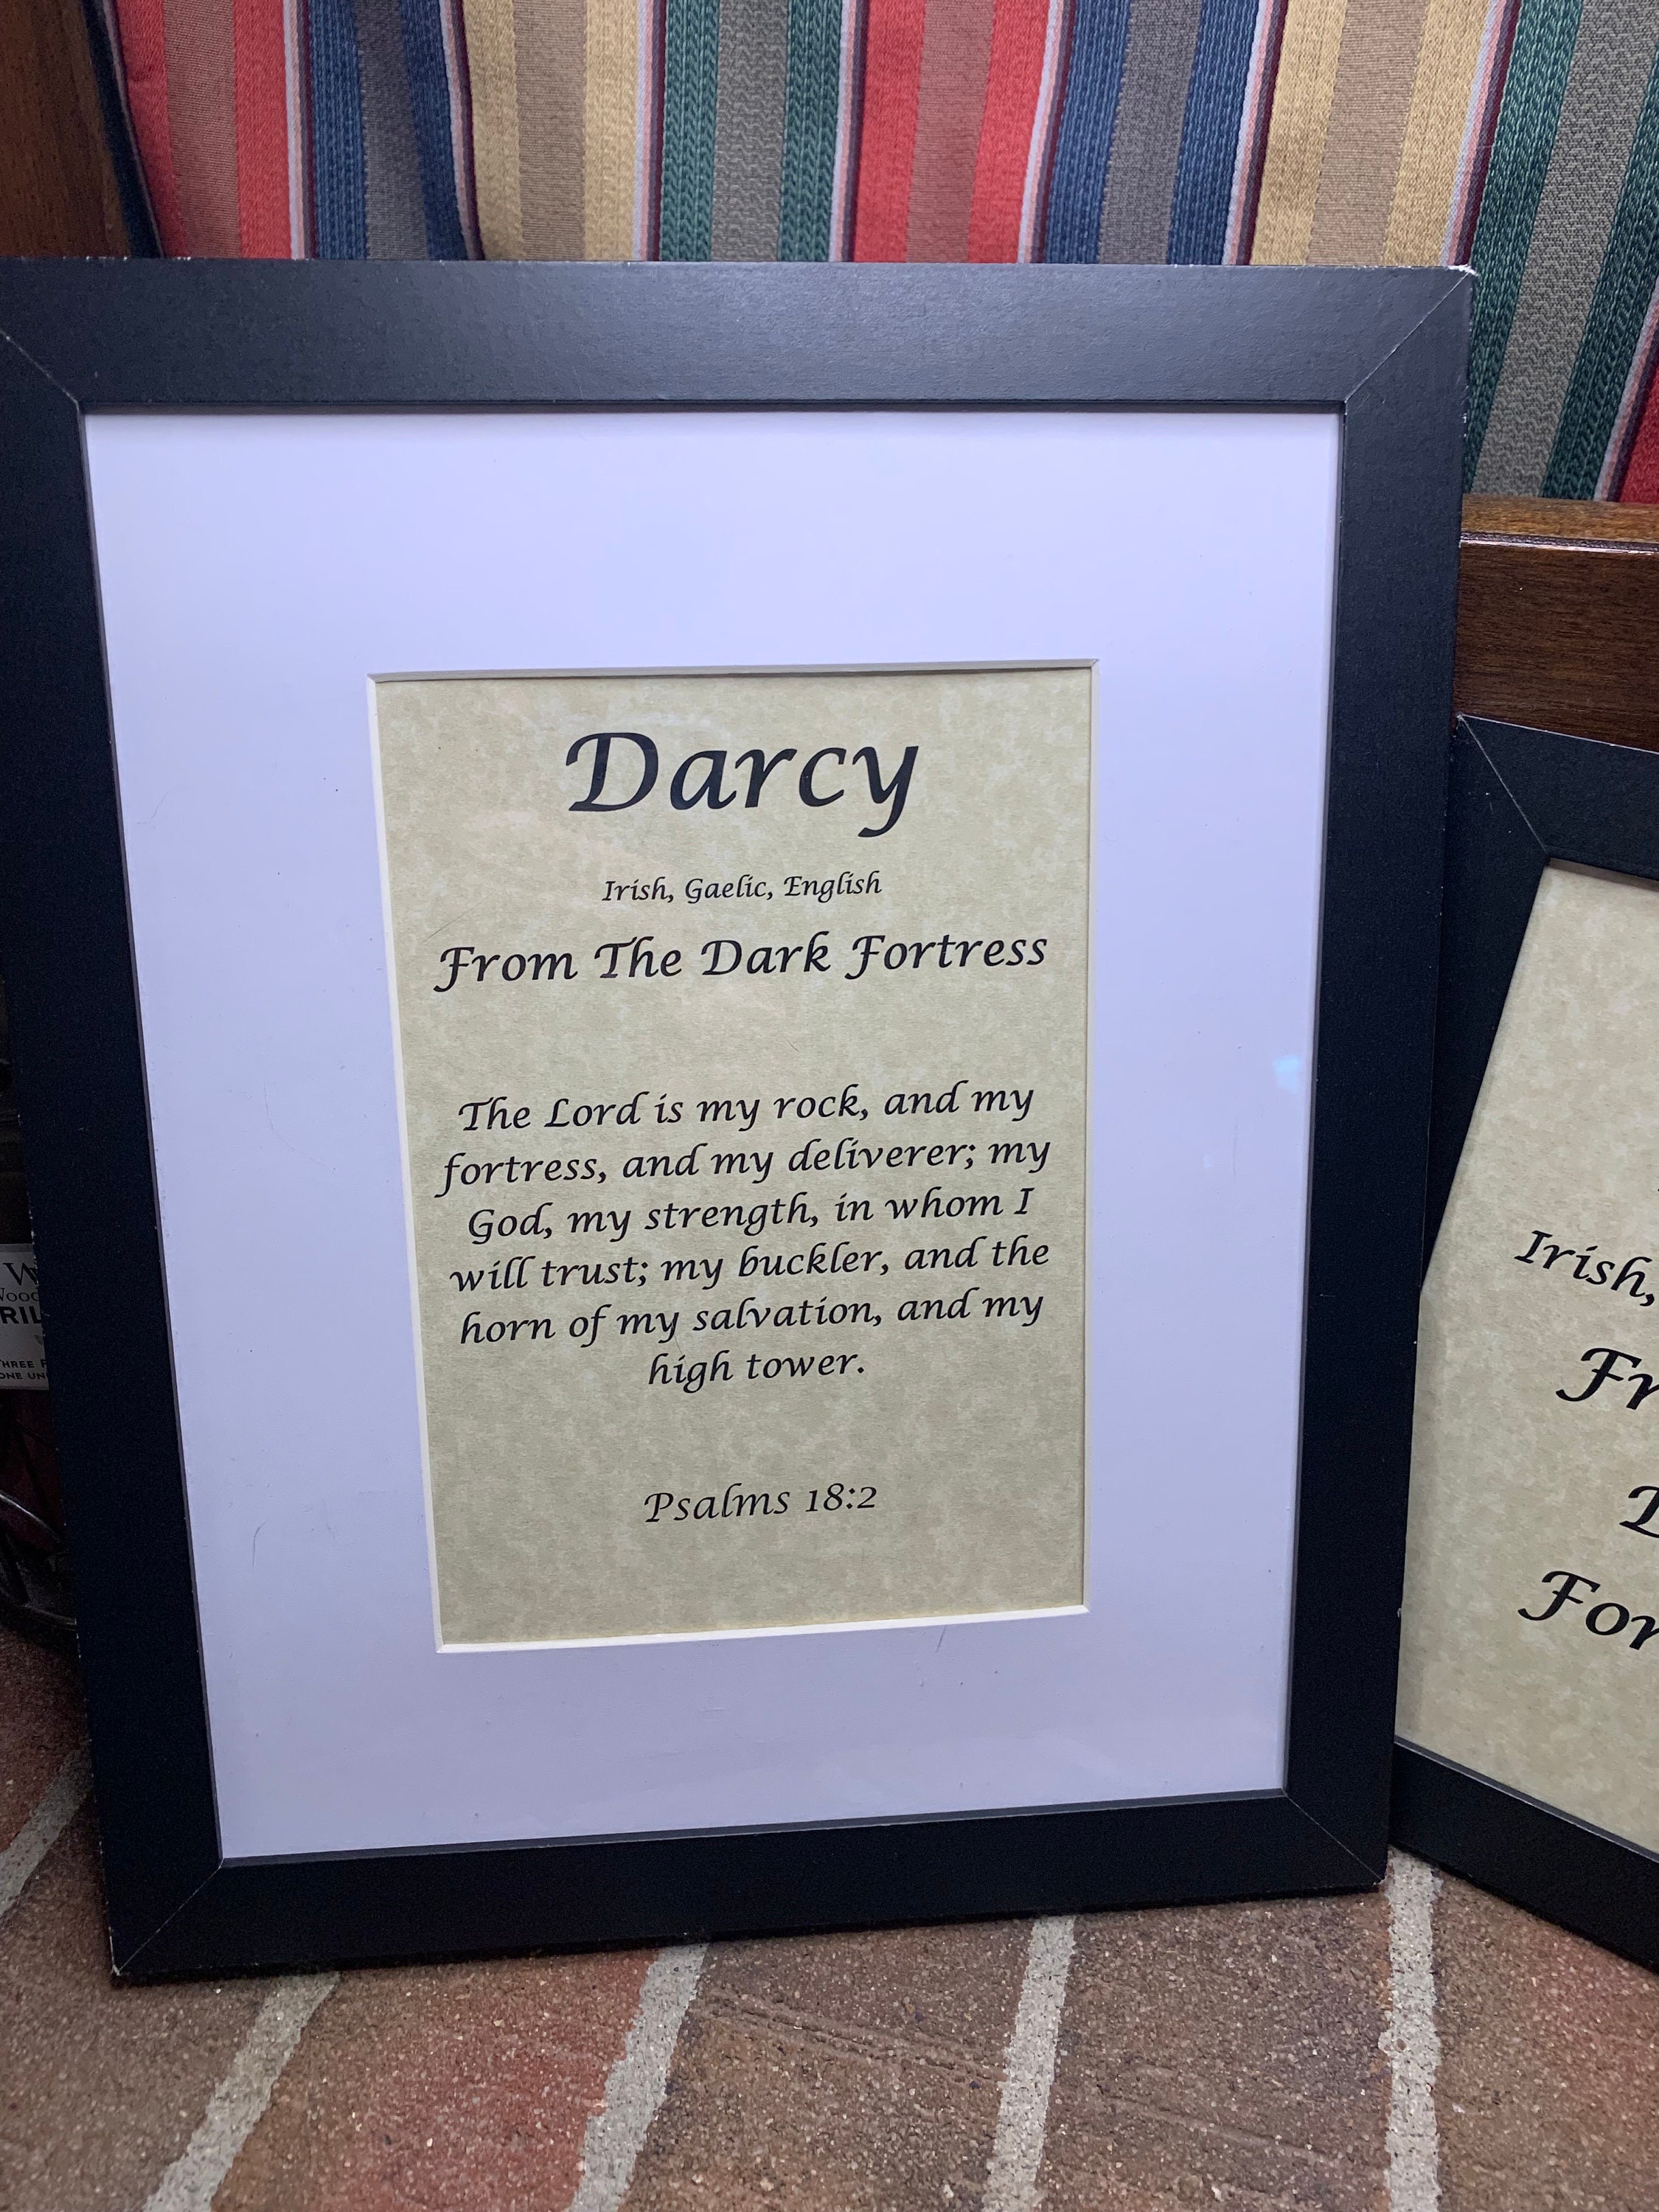 Darcy
Irish, Gaelic, English
From The Dark Fortress
The Lord is my rock, and my
fortress, and my deliverer; my
God, my strength, in whom I
will trust; my buckler, and the
horn of my salvation, and my
high tower.
Psalms 18:2
Irish,